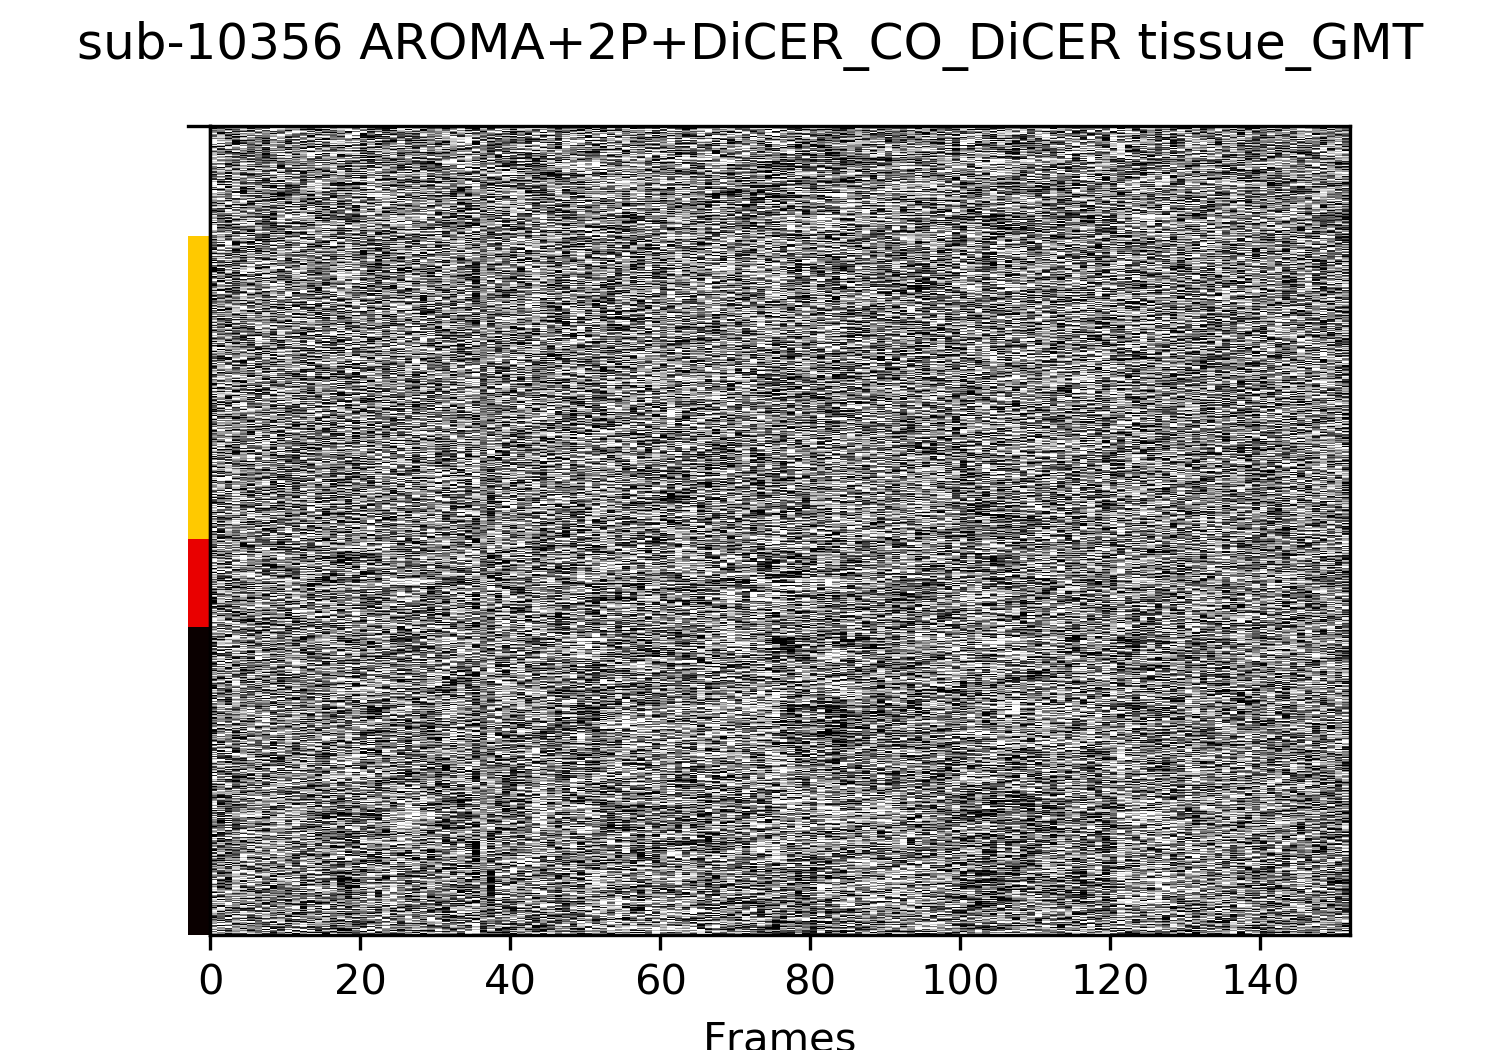 sub-10356 AROMA+2P+DiCER_CO_DiCER tissue_GMT
0 20 40 60 80 100 120 140
Frames